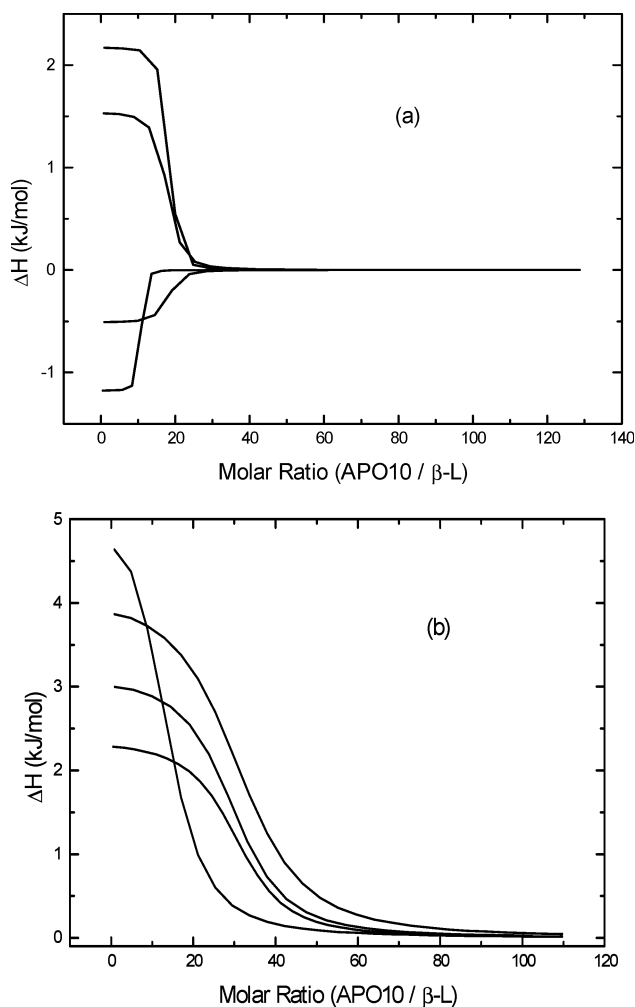 2
1
0
-1
ΔH (kJ/mol)
(a)
0 20 40 60 80 100 120 140
Molar Ratio (APO10 / β-L)
5
4
3
2
1
0
ΔH (kJ/mol)
(b)
0 20 40 60 80 100 120
Molar Ratio (APO10 / β-L)